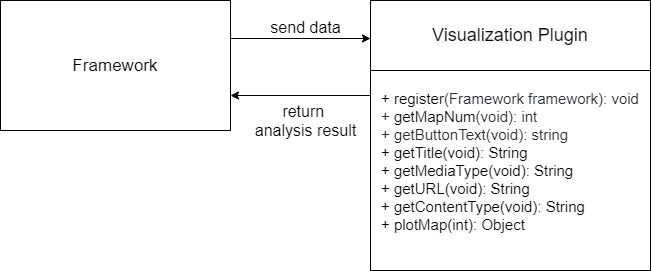 send data
Visualization Plugin
Framework
return
analysis result
+ register(Framework framework): void
+ getMapNum(void): int
+ getButtonText(void): string
+ getTitle(void): String
+ getMediaType(void): String
+ getURL(void): String
+ getContentType(void): String
+ plotMap(int): Object